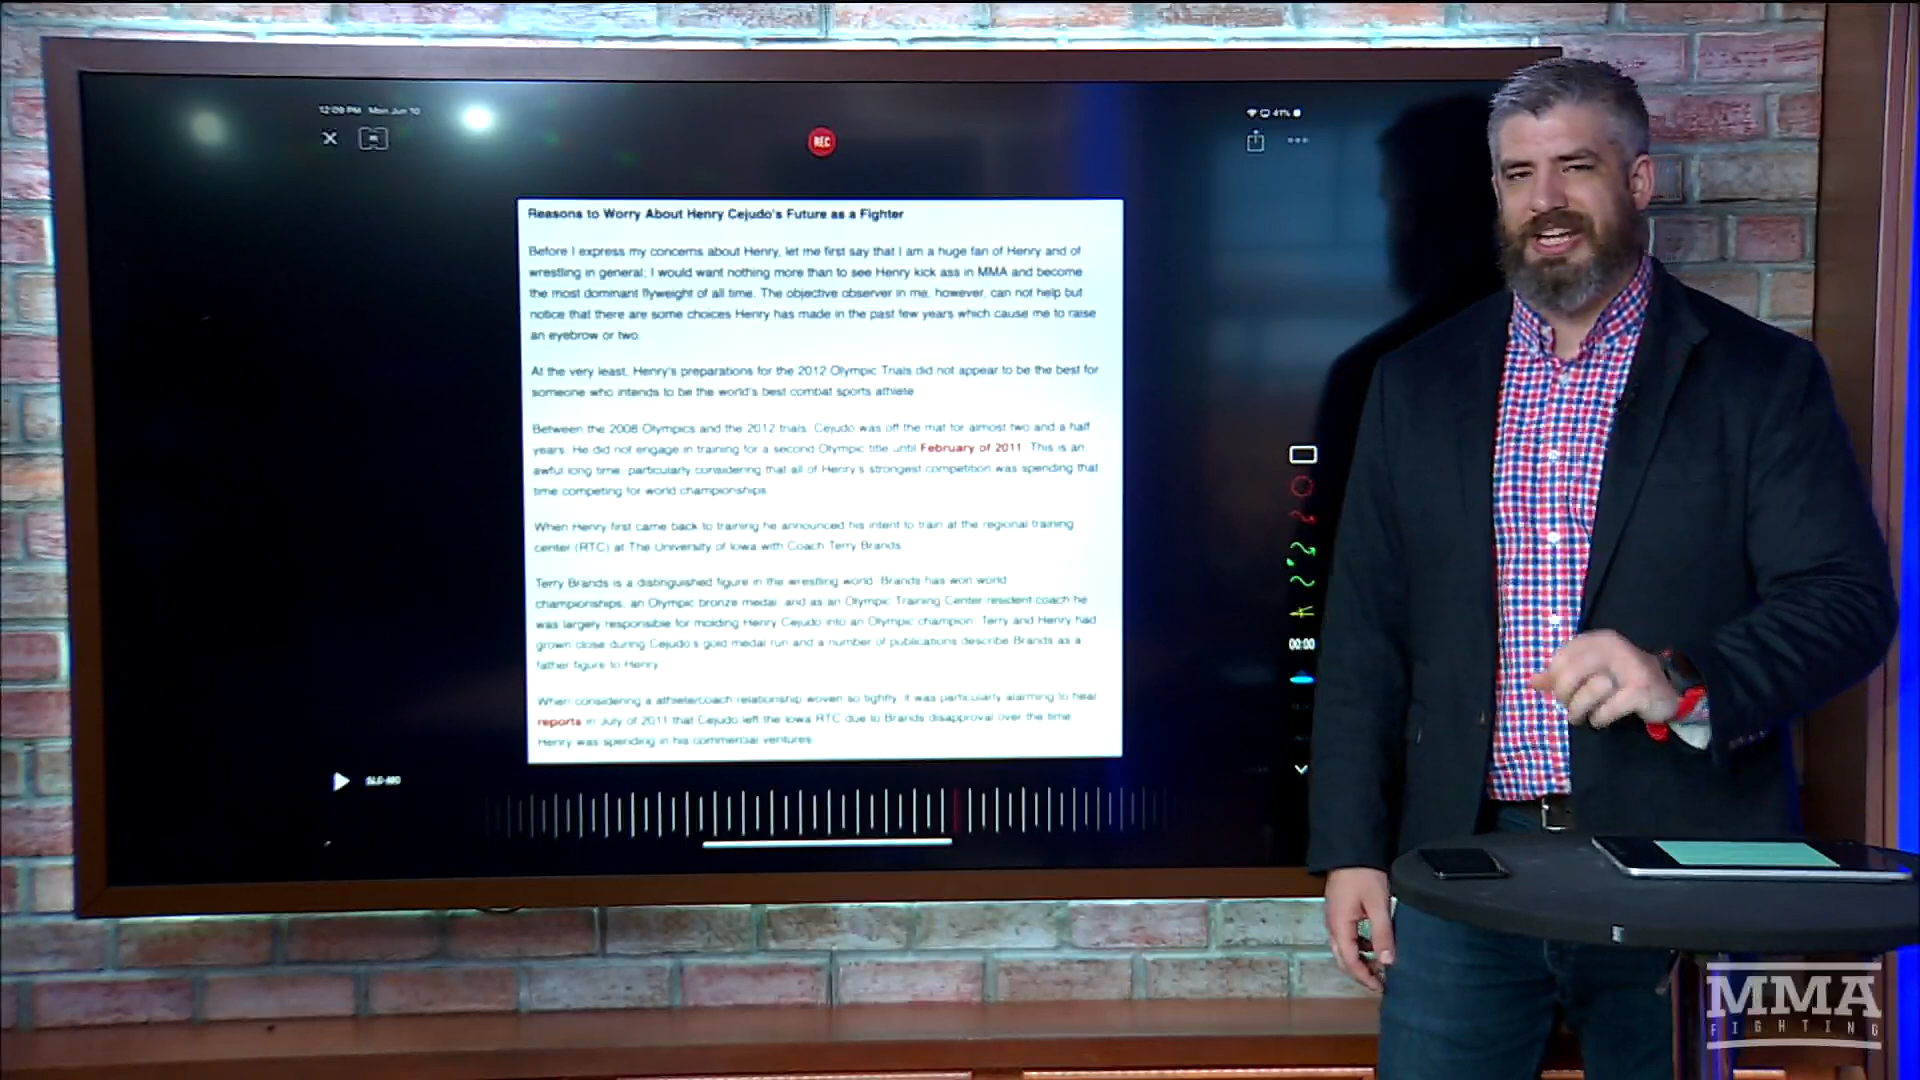 12:09 PM Mon Jun 10
41%
REC
Reasons to Worry About Henry Cejudo's Future as a Fighter
Before I express my concerns about Henry, let me first say that I am a huge fan of Henry and of
wrestling in general; I would want nothing more than to see Henry kick ass in MMA and become
the most dominant flyweight of all time. The objective observer in me, however, can not help but
notice that there are some choices Henry has made in the past few years which cause me to raise
an eyebrow or two.
At the very least, Henry's preparations for the 2012 Olympic Trials did not appear to be the best for
someone who intends to be the world's best combat sports athlete.
Between the 2008 Olympics and the 2012 trials, Cejudo was off the mat for almost two and a half
years. He did not engage in training for a second Olympic title until February of 2011. This is an
awful long time, particularly considering that all of Henry's strongest competition was spending that
time competing for world championships.
When Henry first came back to training he announced his intent to train at the regional training
center (RTC) at The University of Iowa with Coach Terry Brands.
Terry Brands is a distinguished figure in the wrestling world. Brands has won world
championships, an Olympic bronze medal, and as an Olympic Training Center resident coach he
was largely responsible for molding Henry Cejudo into an Olympic champion. Terry and Henry had
grown close during Cejudo's gold medal run and a number of publications describe Brands as a
father figure to Henry.
When considering a athlete/coach relationship woven so tightly, it was particularly alarming to hear
reports in July of 2011 that Cejudo left the Iowa RTC due to Brands disapproval over the time
Henry was spending in his commercial ventures.
00:00
MMA
FIGHTING